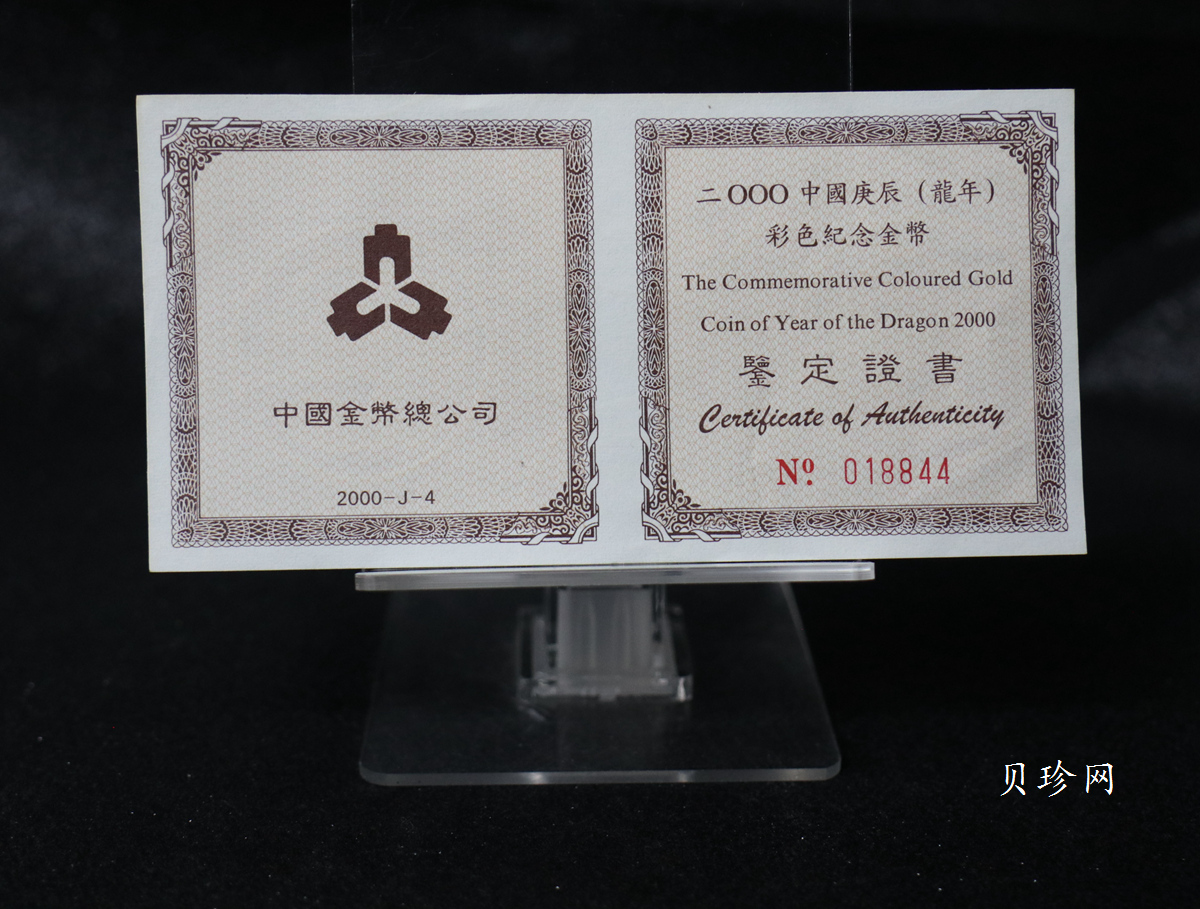 中國金幣總公司
2000-J-4
二OOO中國庚辰（龍年）
彩色紀念金幣
The Commemorative Coloured Gold
Coin of Year of the Dragon 2000
鑒定證書
Certificate of Authenticity
Nº. 018844
贝珍网